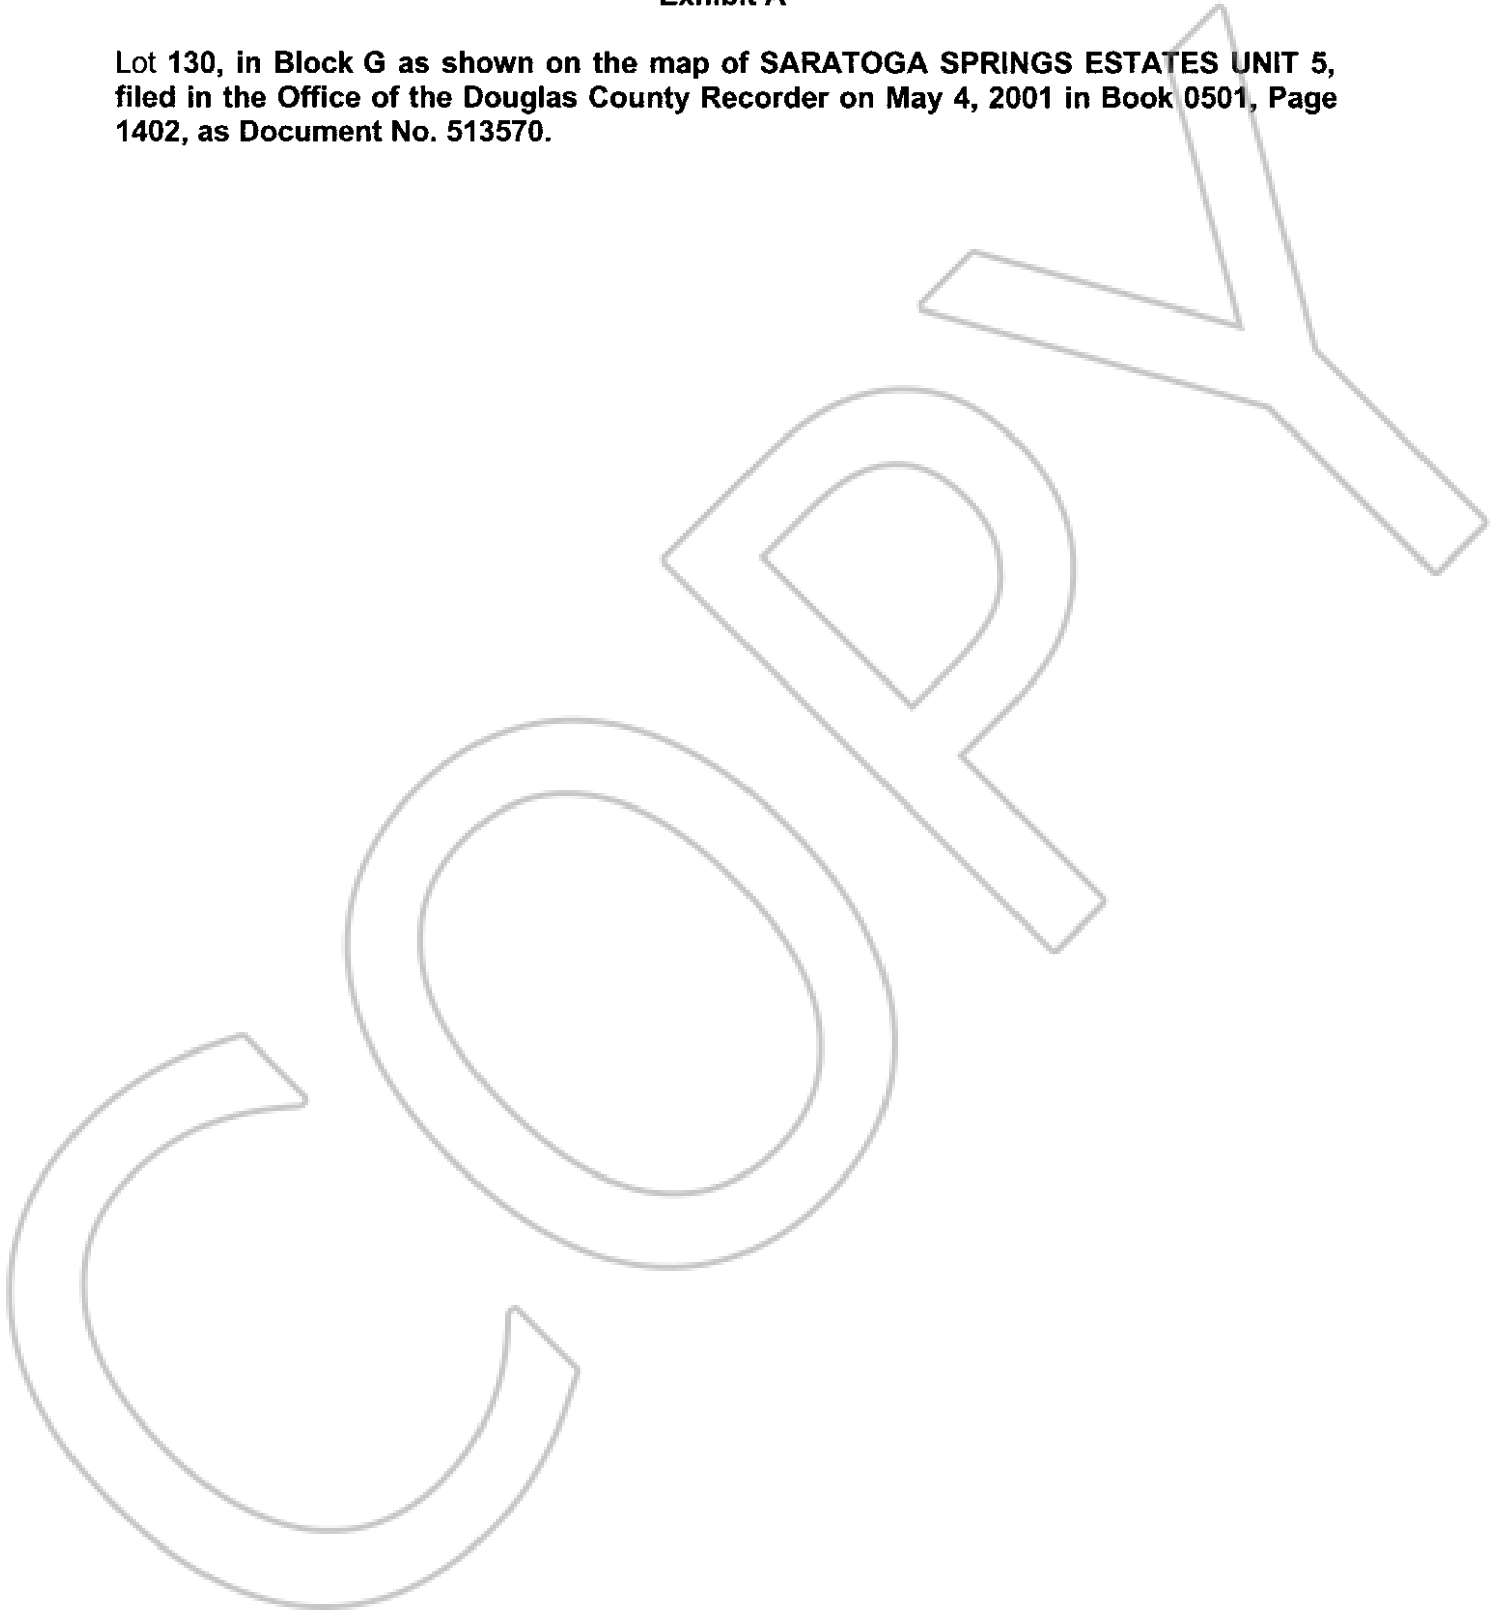 Exhibit A
Lot 130, in Block G as shown on the map of SARATOGA SPRINGS ESTATES UNIT 5,
filed in the Office of the Douglas County Recorder on May 4, 2001 in Book 0501, Page
1402, as Document No. 513570.
COPY